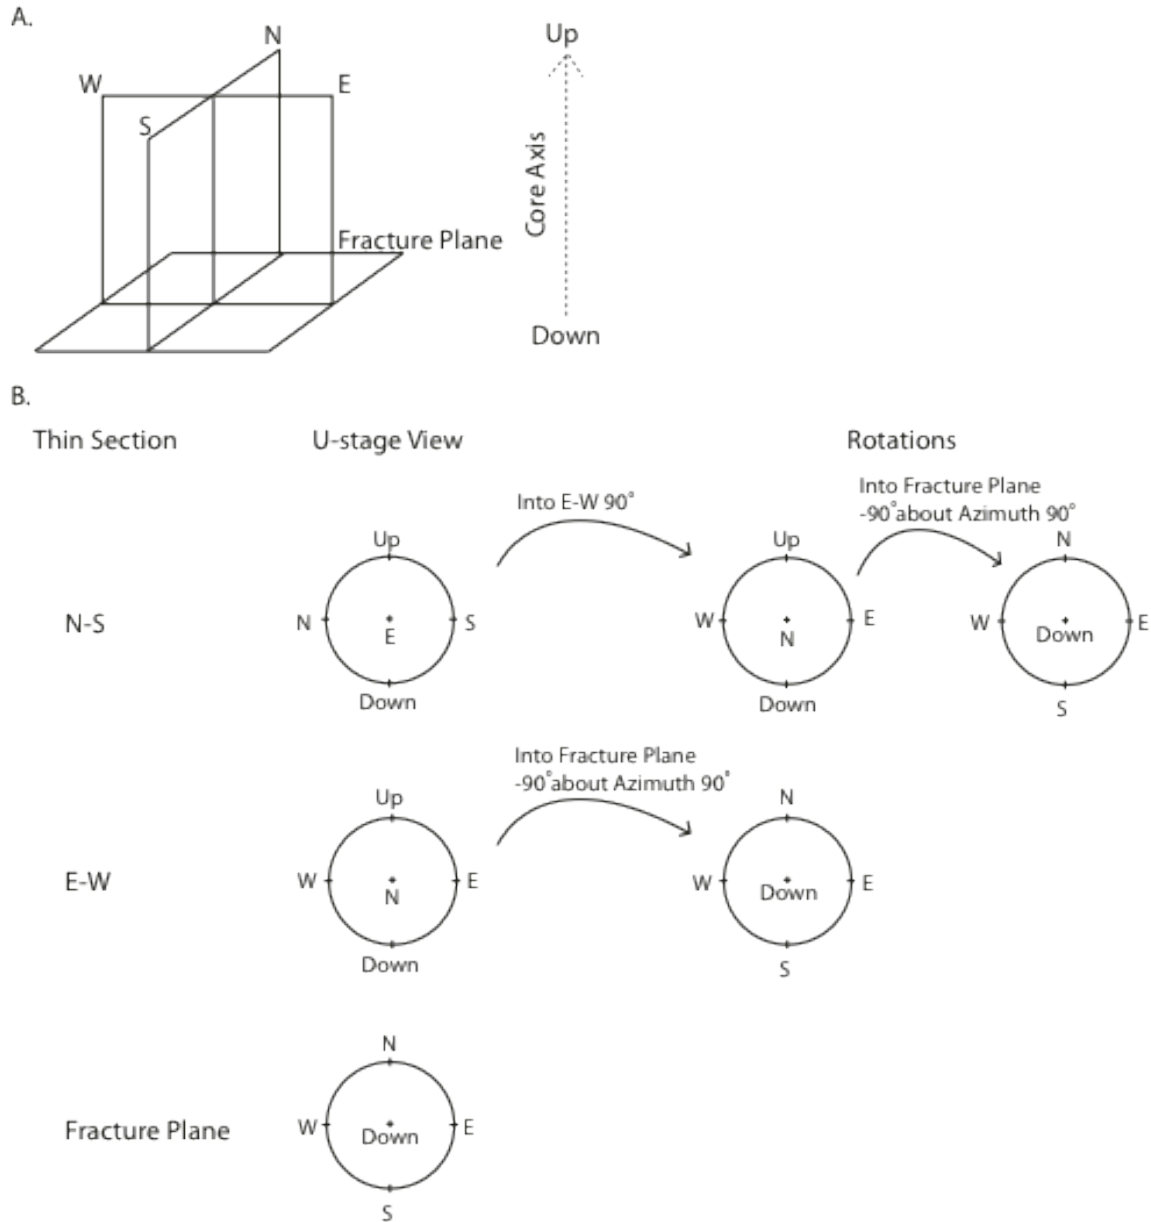 A.
N
Up
W
E
S
Core Axis
Fracture Plane
Down
B.
Thin Section
U-stage View
Rotations
Into E-W 90°
Into Fracture Plane
-90° about Azimuth 90°
Up
Up
N
N-S
N
E
S
W
N
E
W
Down
E
Down
Down
S
Into Fracture Plane
-90° about Azimuth 90°
Up
N
E-W
W
N
E
W
Down
E
Down
S
N
Fracture Plane
W
Down
E
S